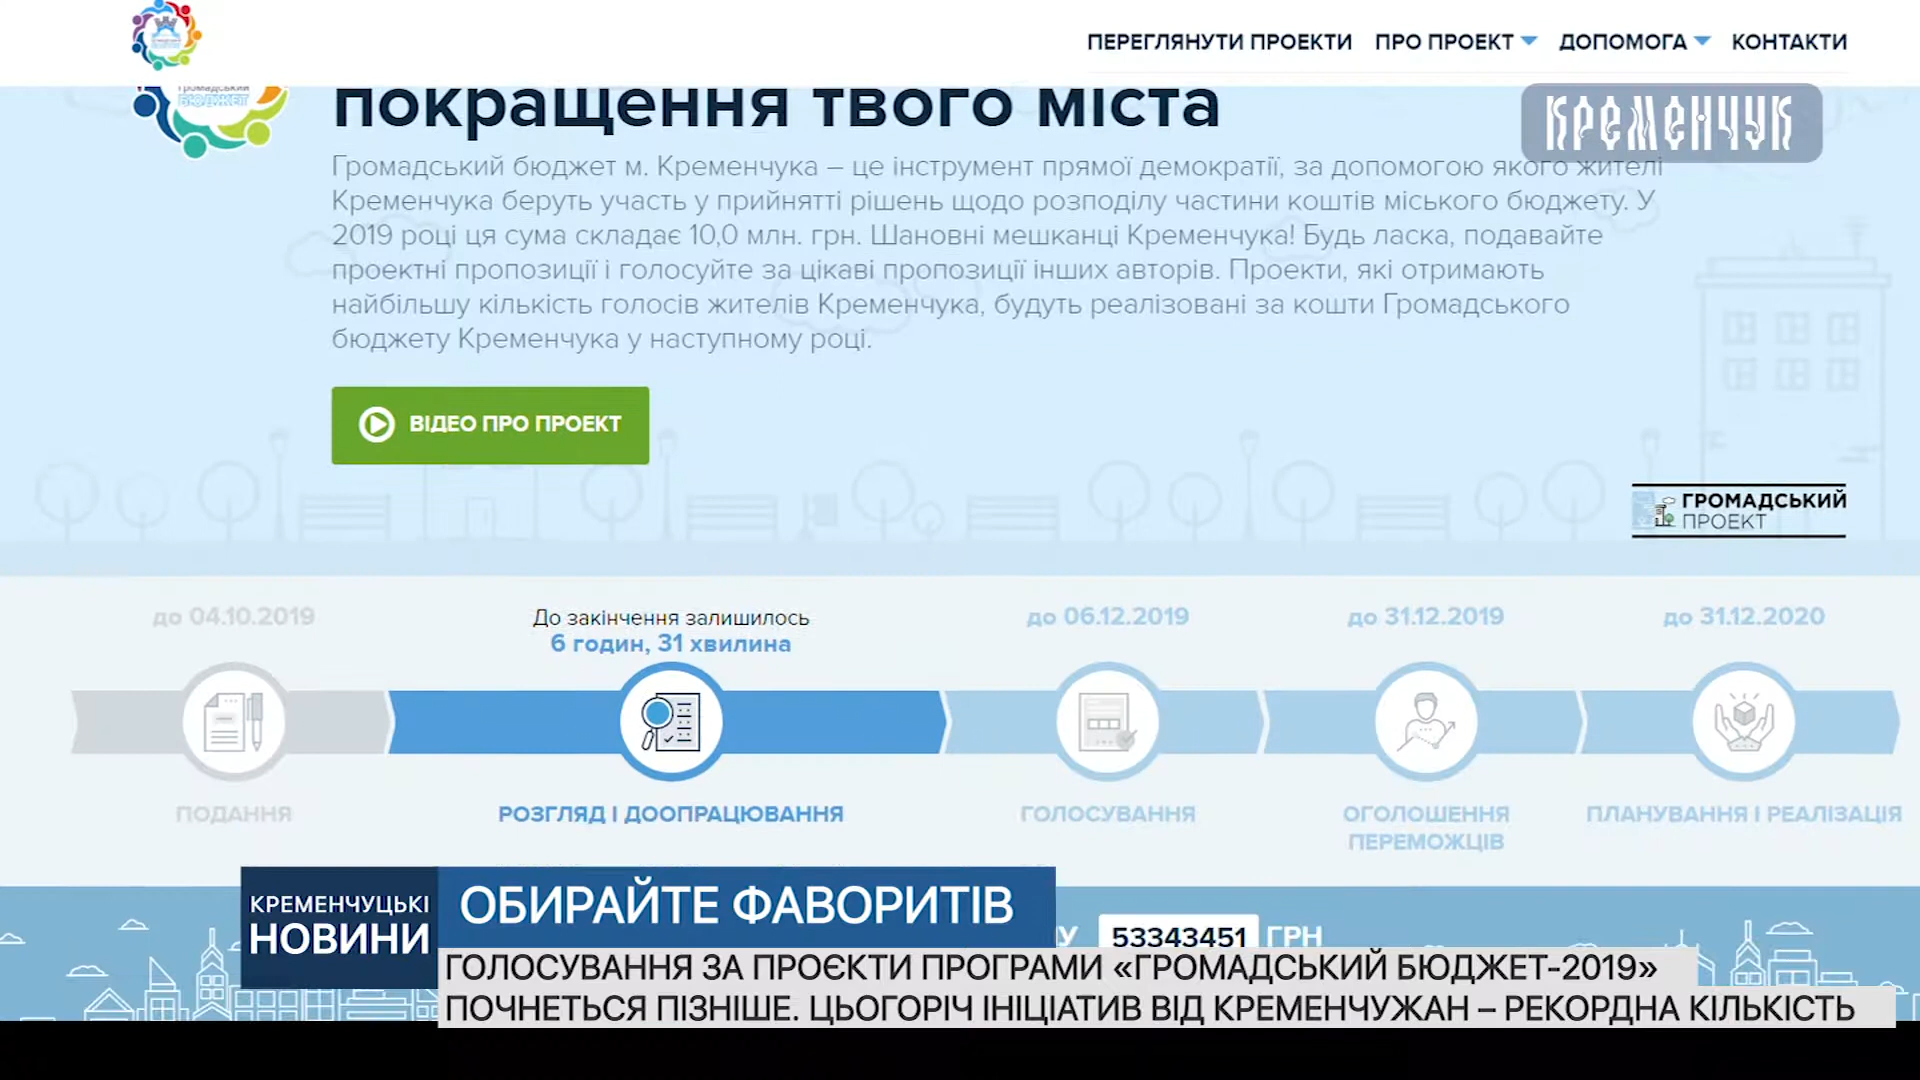 ПЕРЕГЛЯНУТИ ПРОЕКТИ ПРО ПРОЕКТ ДОПОМОГА КОНТАКТИ
громадський
БЮДЖЕТ
покращення твого міста
КРЕМЕНЧУК
Громадський бюджет м. Кременчука – це інструмент прямої демократії, за допомогою якого жителі
Кременчука беруть участь у прийнятті рішень щодо розподілу частини коштів міського бюджету. У
2019 році ця сума складає 10,0 млн. грн. Шановні мешканці Кременчука! Будь ласка, подавайте
проектні пропозиції і голосуйте за цікаві пропозиції інших авторів. Проекти, які отримають
найбільшу кількість голосів жителів Кременчука, будуть реалізовані за кошти Громадського
бюджету Кременчука у наступному році.
ВІДЕО ПРО ПРОЕКТ
ГРОМАДСЬКИЙ
ПРОЕКТ
до 04.10.2019
До закінчення залишилось
6 годин, 31 хвилина
до 06.12.2019
до 31.12.2019
до 31.12.2020
ПОДАННЯ
РОЗГЛЯД І ДООПРАЦЮВАННЯ
ГОЛОСУВАННЯ
ОГОЛОШЕННЯ
ПЕРЕМОЖЦІВ
ПЛАНУВАННЯ І РЕАЛІЗАЦІЯ
КРЕМЕНЧУЦЬКІ
НОВИНИ
ОБИРАЙТЕ ФАВОРИТІВ
53343451 ГРН
ГОЛОСУВАННЯ ЗА ПРОЄКТИ ПРОГРАМИ «ГРОМАДСЬКИЙ БЮДЖЕТ-2019»
ПОЧНЕТЬСЯ ПІЗНІШЕ. ЦЬОГОРІЧ ІНІЦІАТИВ ВІД КРЕМЕНЧУЖАН – РЕКОРДНА КІЛЬКІСТЬ